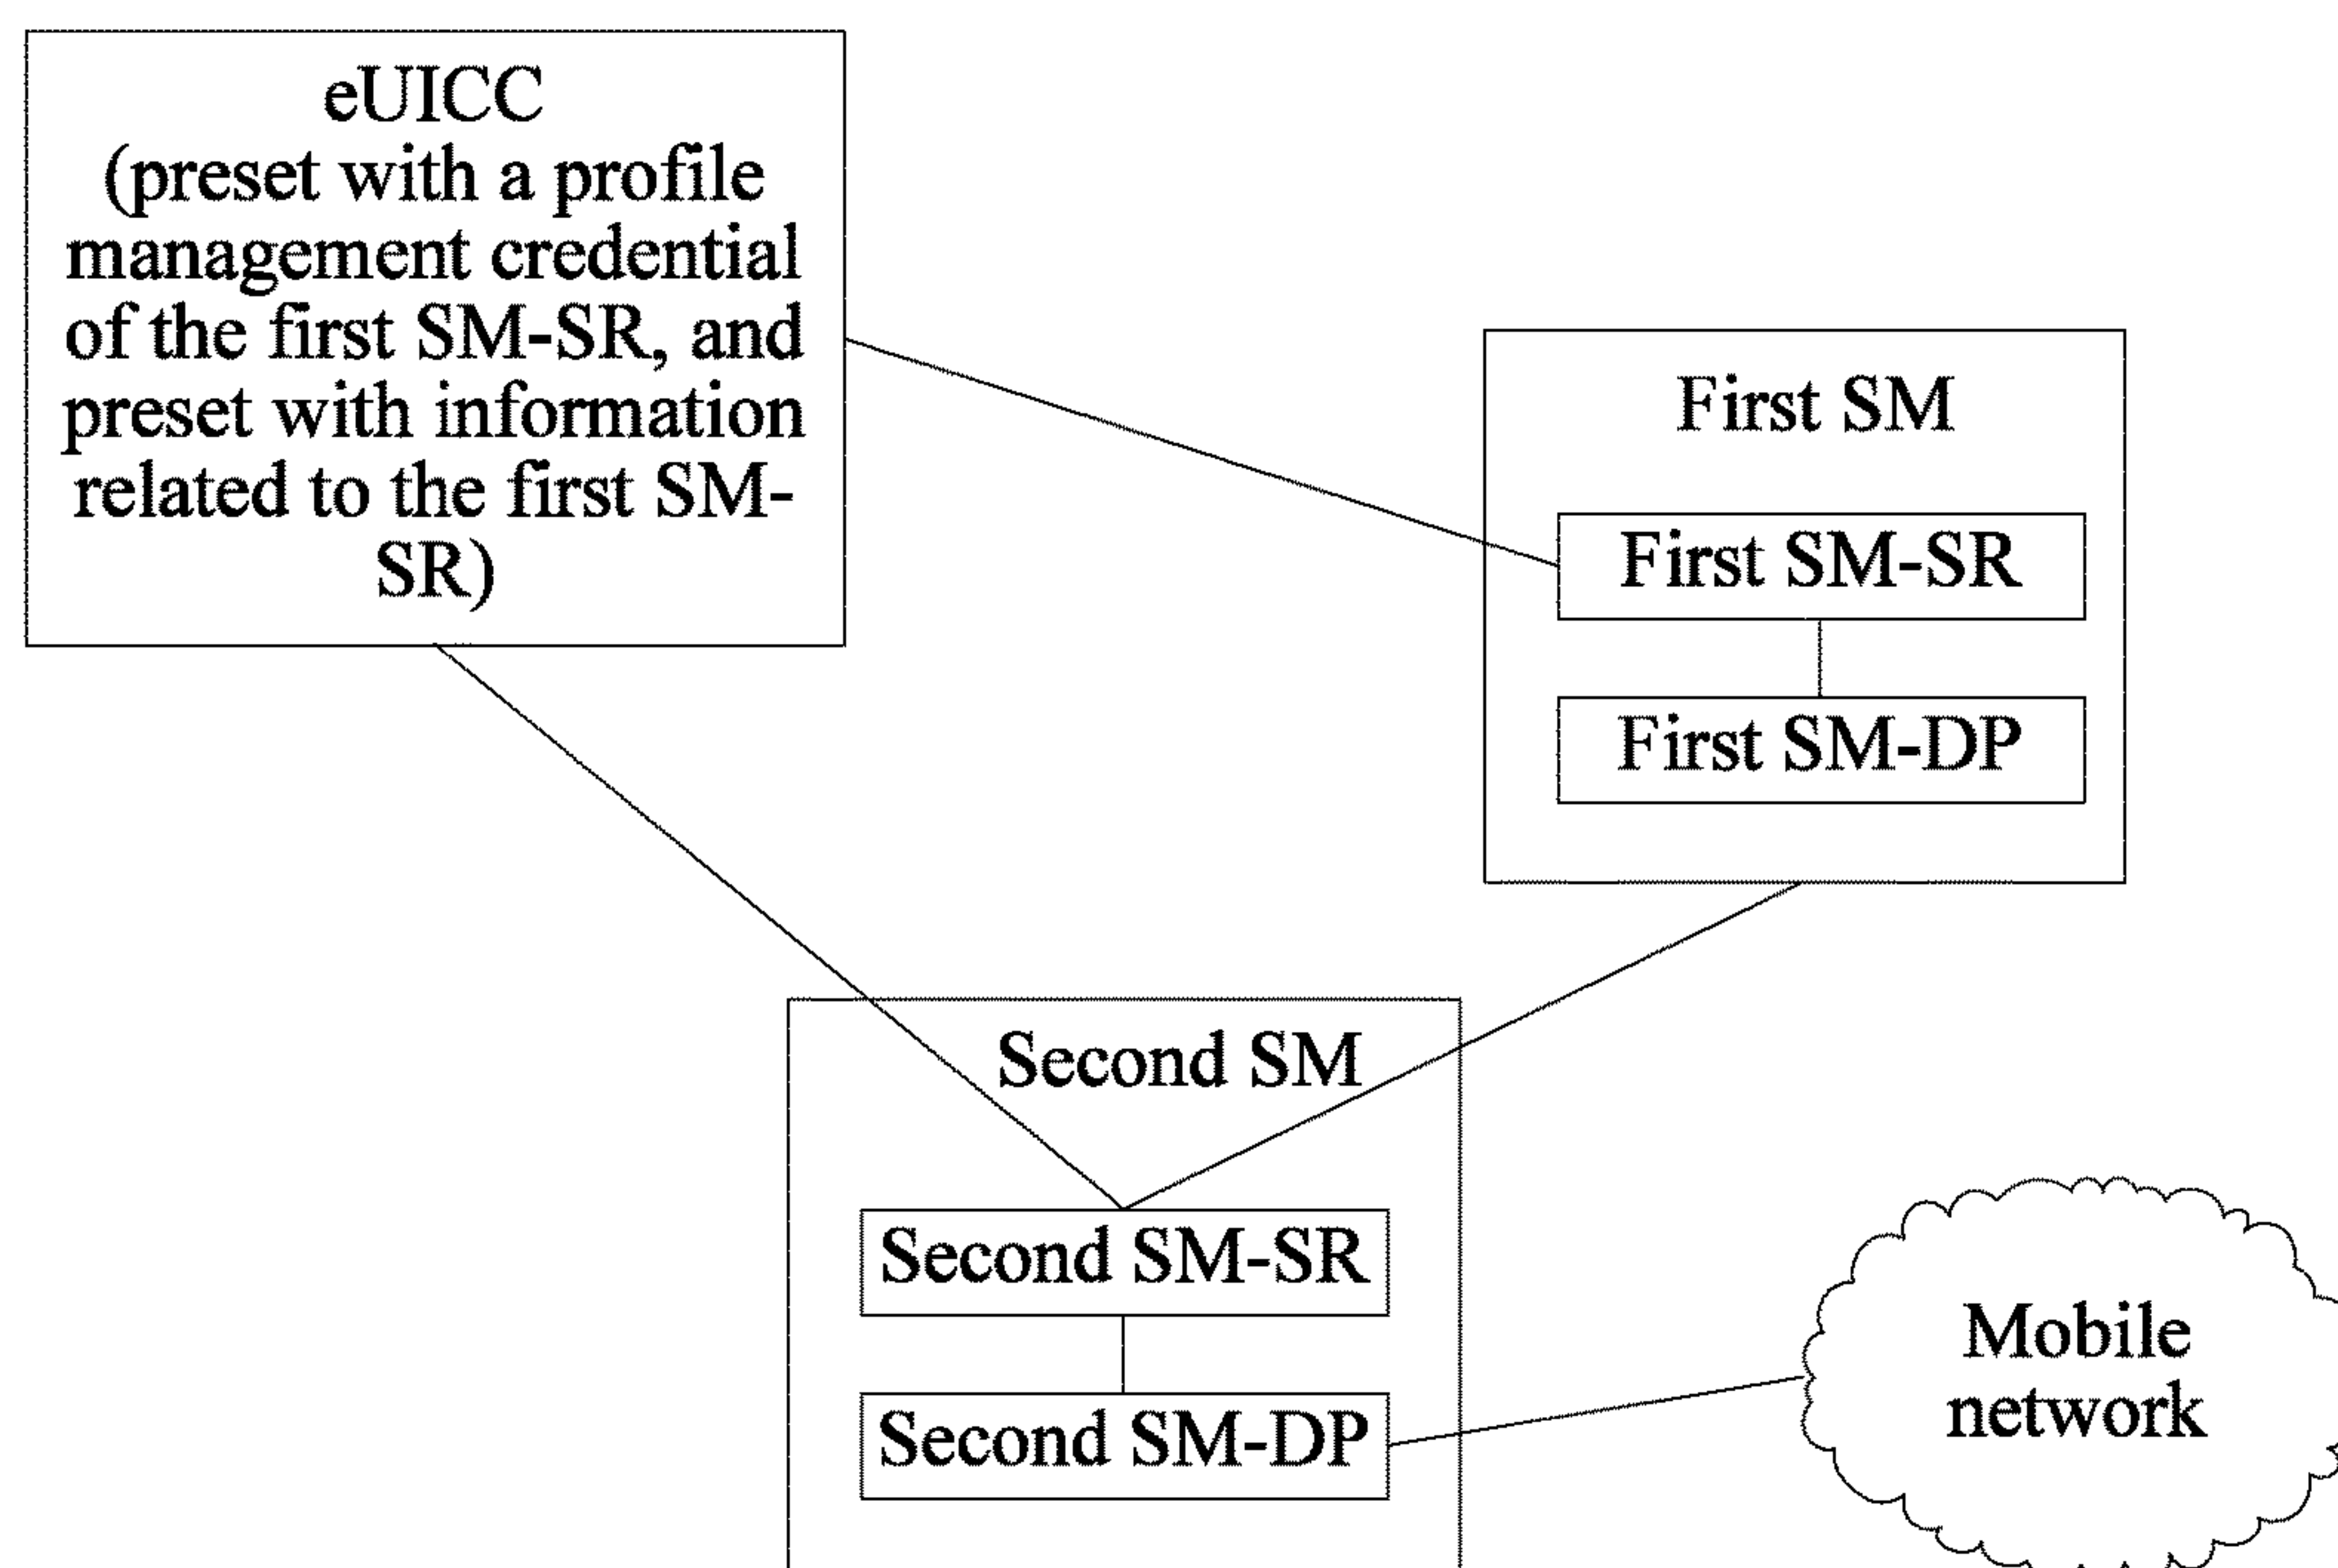 eUICC
(preset with a profile
management credential
of the first SM-SR, and
preset with information
related to the first SM-
SR)
First SM
First SM-SR
First SM-DP
Second SM
Second SM-SR
Second SM-DP
Mobile
network